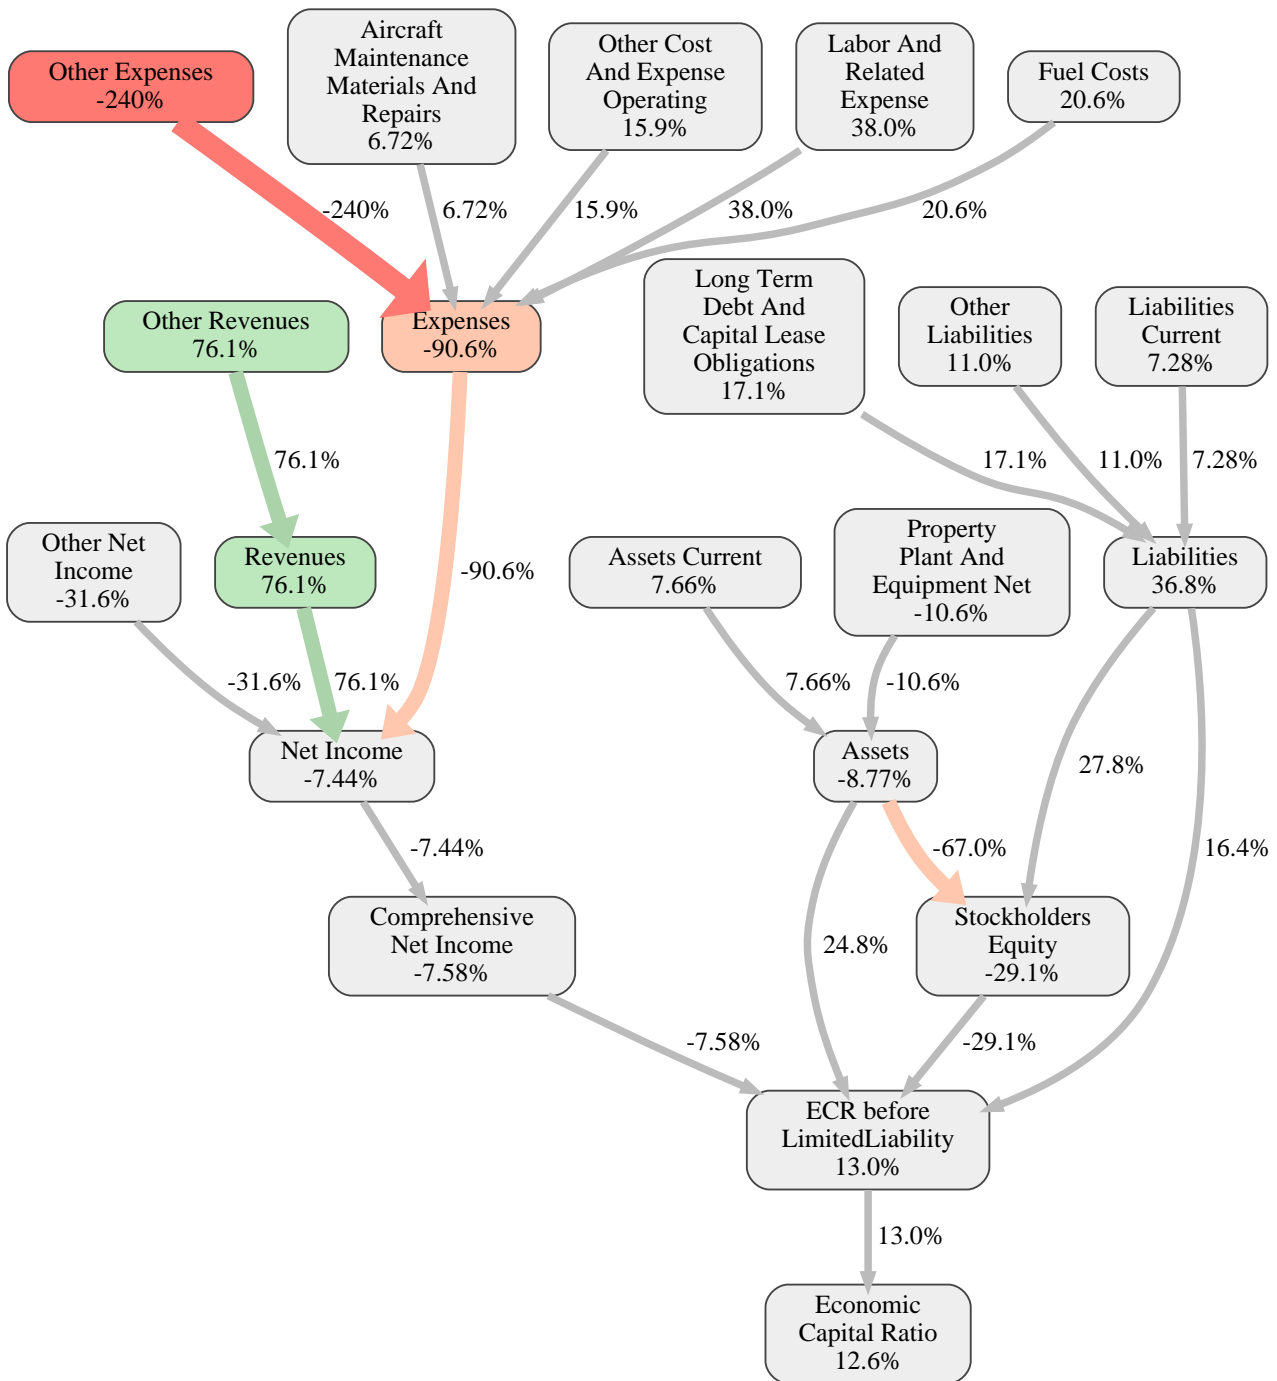 Other Expenses
-240%
Aircraft
Maintenance
Materials And
Repairs
6.72%
Other Cost
And Expense
Operating
15.9%
Labor And
Related
Expense
38.0%
Fuel Costs
20.6%
-240%
6.72%
15.9%
38.0%
20.6%
Other Revenues
76.1%
Expenses
-90.6%
Long Term
Debt And
Capital Lease
Obligations
17.1%
Other
Liabilities
11.0%
Liabilities
Current
7.28%
76.1%
17.1%
11.0%
7.28%
Other Net
Income
-31.6%
Revenues
76.1%
-90.6%
Assets Current
7.66%
Property
Plant And
Equipment Net
-10.6%
Liabilities
36.8%
-31.6%
76.1%
7.66%
-10.6%
Net Income
-7.44%
Assets
-8.77%
27.8%
-7.44%
-67.0%
16.4%
Comprehensive
Net Income
-7.58%
24.8%
Stockholders
Equity
-29.1%
-7.58%
-29.1%
ECR before
LimitedLiability
13.0%
13.0%
Economic
Capital Ratio
12.6%